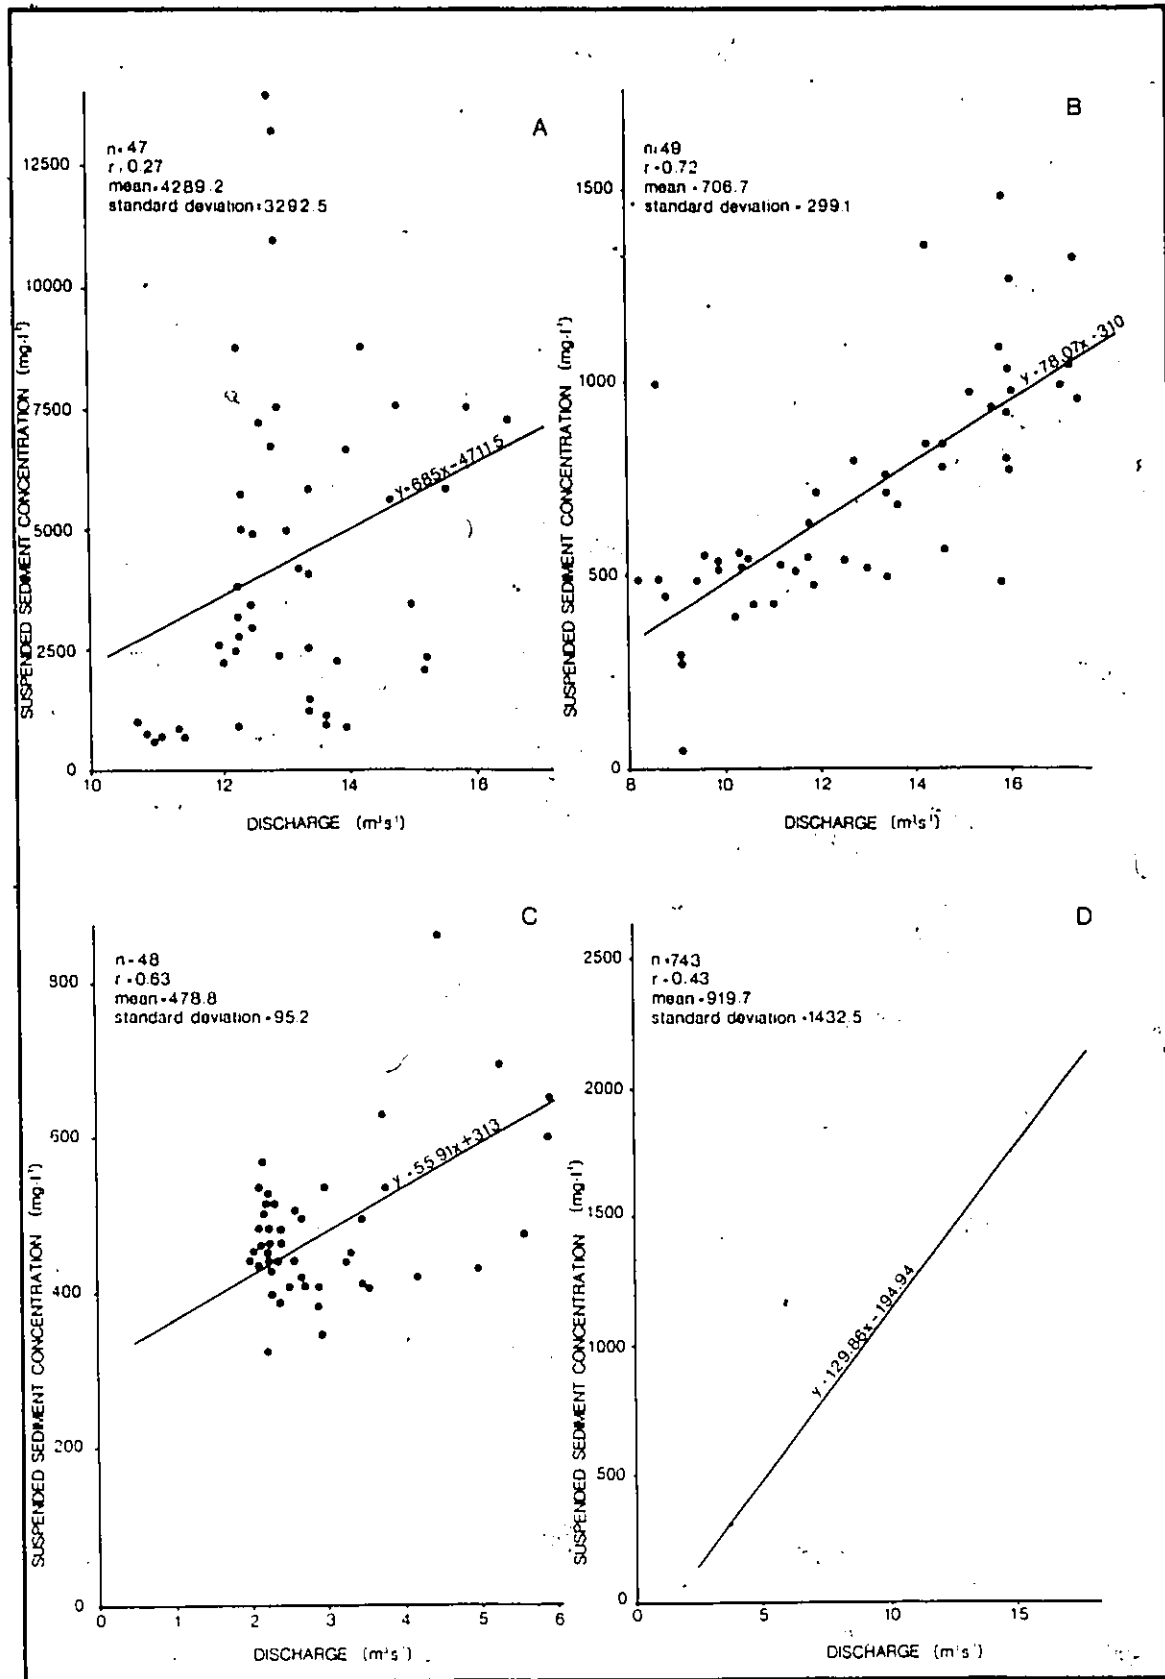 A
n=47
r=0.27
mean=4289.2
standard deviation=3292.5
SUSPENDED SEDIMENT CONCENTRATION (mg·l⁻¹)
12500
10000
7500
5000
2500
0
y=685x-4711.5
10 12 14 16
DISCHARGE (m³s⁻¹)
B
n=49
r=0.72
mean=706.7
standard deviation=299.1
SUSPENDED SEDIMENT CONCENTRATION (mg·l⁻¹)
1500
1000
500
0
y=78.07x-310
8 10 12 14 16
DISCHARGE (m³s⁻¹)
C
n=48
r=0.63
mean=478.8
standard deviation=95.2
SUSPENDED SEDIMENT CONCENTRATION (mg·l⁻¹)
800
600
400
200
0
y=55.91x+313
0 1 2 3 4 5 6
DISCHARGE (m³s⁻¹)
D
n=743
r=0.43
mean=919.7
standard deviation=1432.5
SUSPENDED SEDIMENT CONCENTRATION (mg·l⁻¹)
2500
2000
1500
1000
500
0
y=129.86x-194.94
0 5 10 15
DISCHARGE (m³s⁻¹)